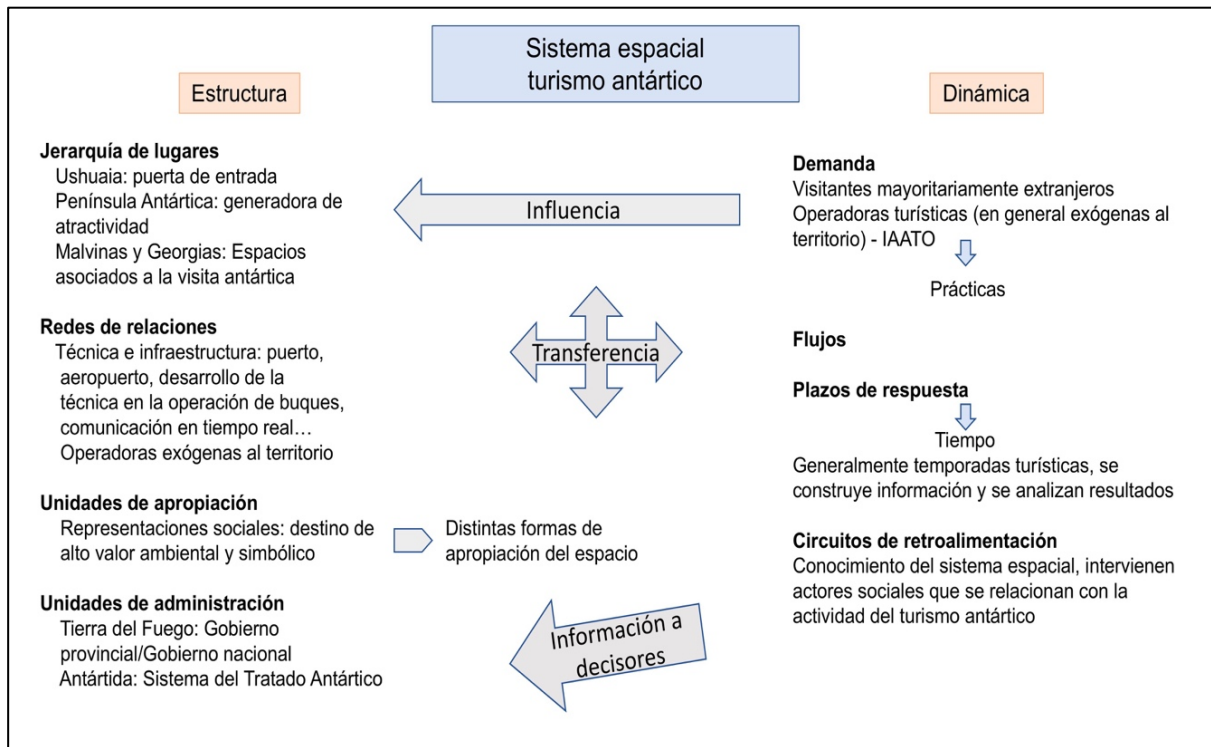 Sistema espacial
turismo antártico
Estructura
Jerarquía de lugares
Ushuaia: puerta de entrada
Península Antártica: generadora de
atractividad
Malvinas y Georgias: Espacios
asociados a la visita antártica
Redes de relaciones
Técnica e infraestructura: puerto,
aeropuerto, desarrollo de la
técnica en la operación de buques,
comunicación en tiempo real…
Operadoras exógenas al territorio
Unidades de apropiación
Representaciones sociales: destino de
alto valor ambiental y simbólico
Distintas formas de
apropiación del espacio
Unidades de administración
Tierra del Fuego: Gobierno
provincial/Gobierno nacional
Antártida: Sistema del Tratado Antártico
Influencia
Transferencia
Información a
decisores
Dinámica
Demanda
Visitantes mayoritariamente extranjeros
Operadoras turísticas (en general exógenas al
territorio) - IAATO
Prácticas
Flujos
Plazos de respuesta
Tiempo
Generalmente temporadas turísticas, se
construye información y se analizan resultados
Circuitos de retroalimentación
Conocimiento del sistema espacial, intervienen
actores sociales que se relacionan con la
actividad del turismo antártico